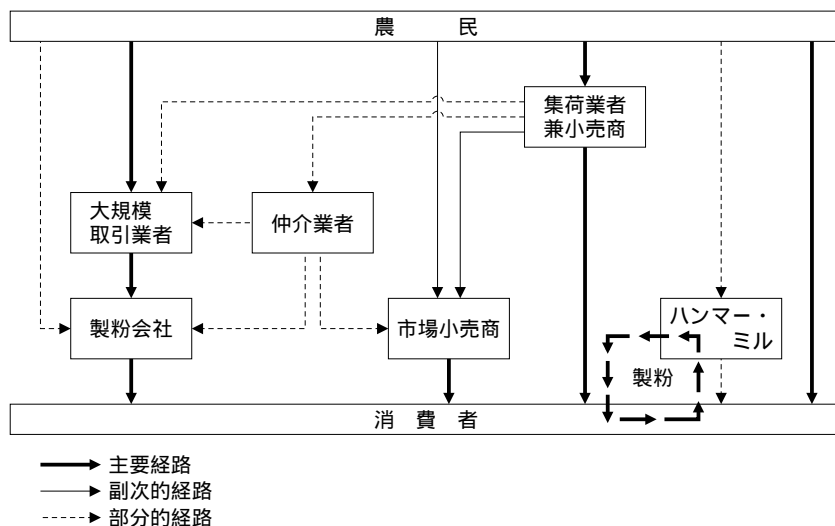 農民
集荷業者
兼小売商
大規模
取引業者
仲介業者
製粉会社
市場小売商
ハンマー・
ミル
製粉
消費者
主要経路
副次的経路
部分的経路